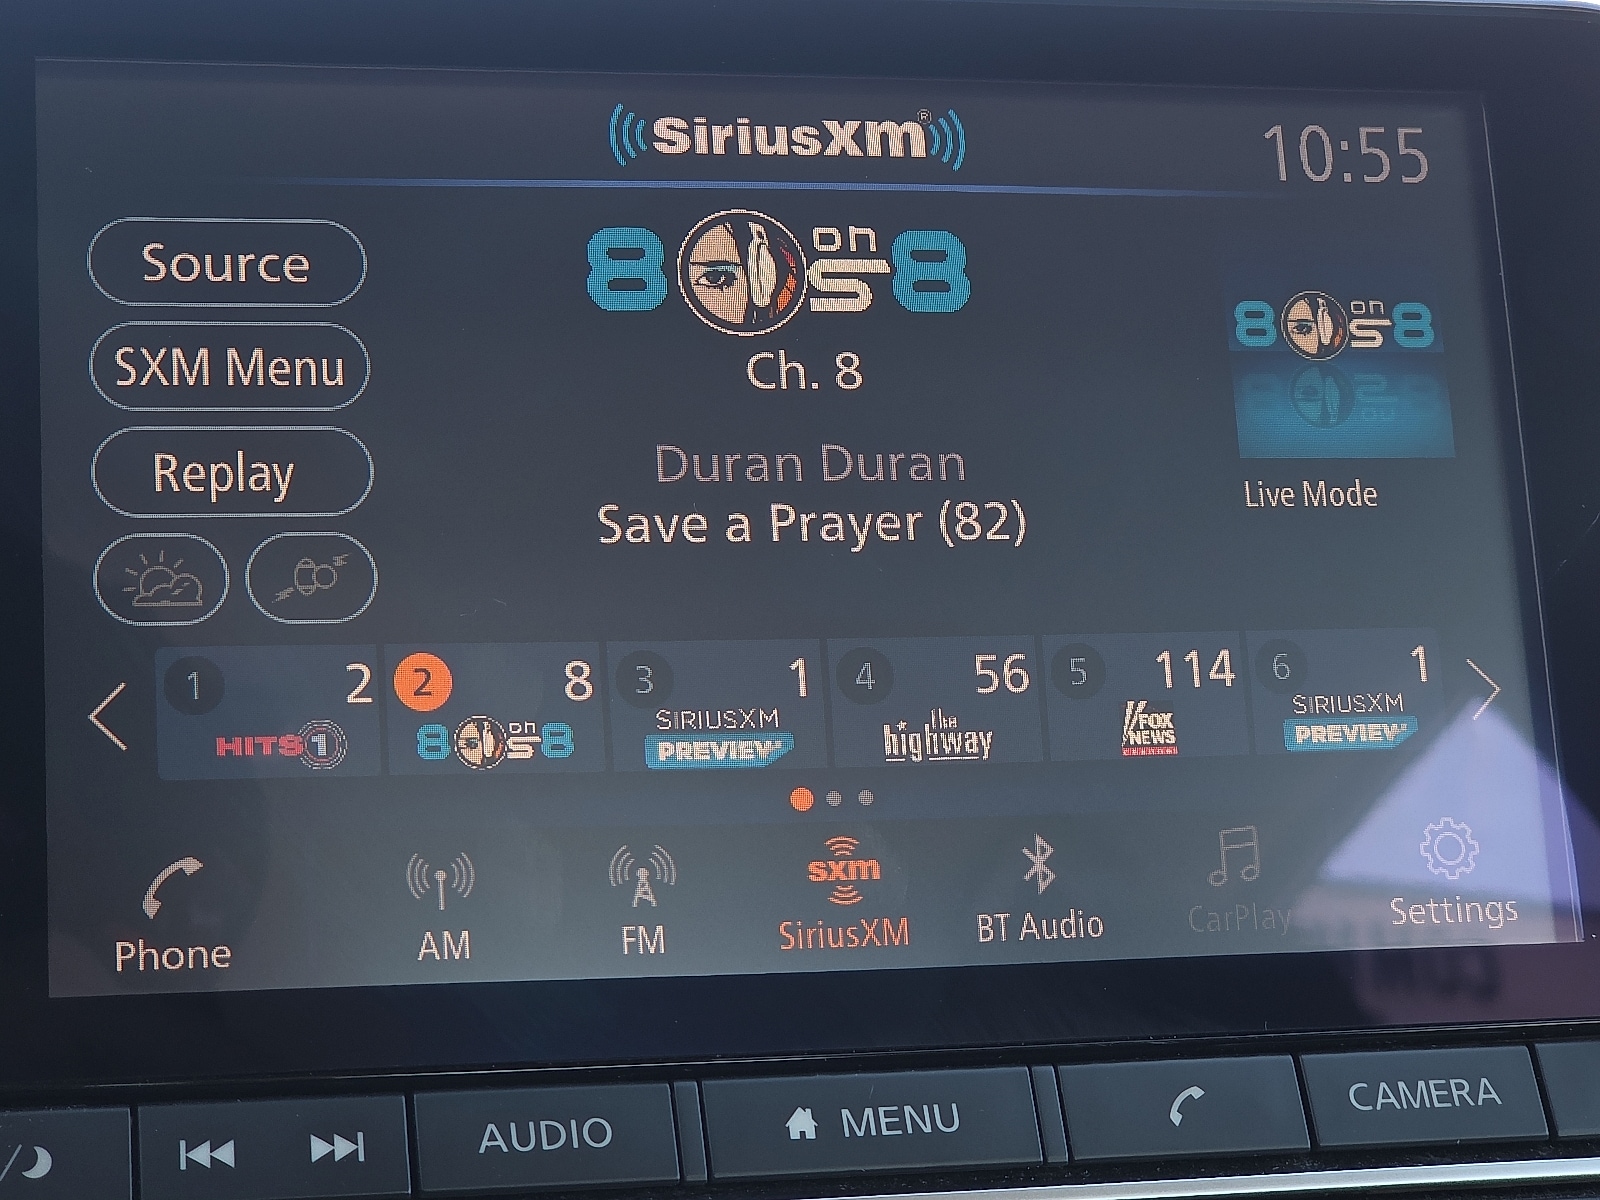 SiriusXM®
10:55
Source
SXM Menu
Replay
80s on 8
Ch. 8
Duran Duran
Save a Prayer (82)
80s on 8
Live Mode
1 2
HITS 1
2 8
80s on 8
3 1
SIRIUSXM
PREVIEW
4 56
the
highway
5 114
FOX
NEWS
6 1
SIRIUSXM
PREVIEW
Phone
AM
FM
sxm
SiriusXM
BT Audio
CarPlay
Settings
AUDIO
MENU
CAMERA